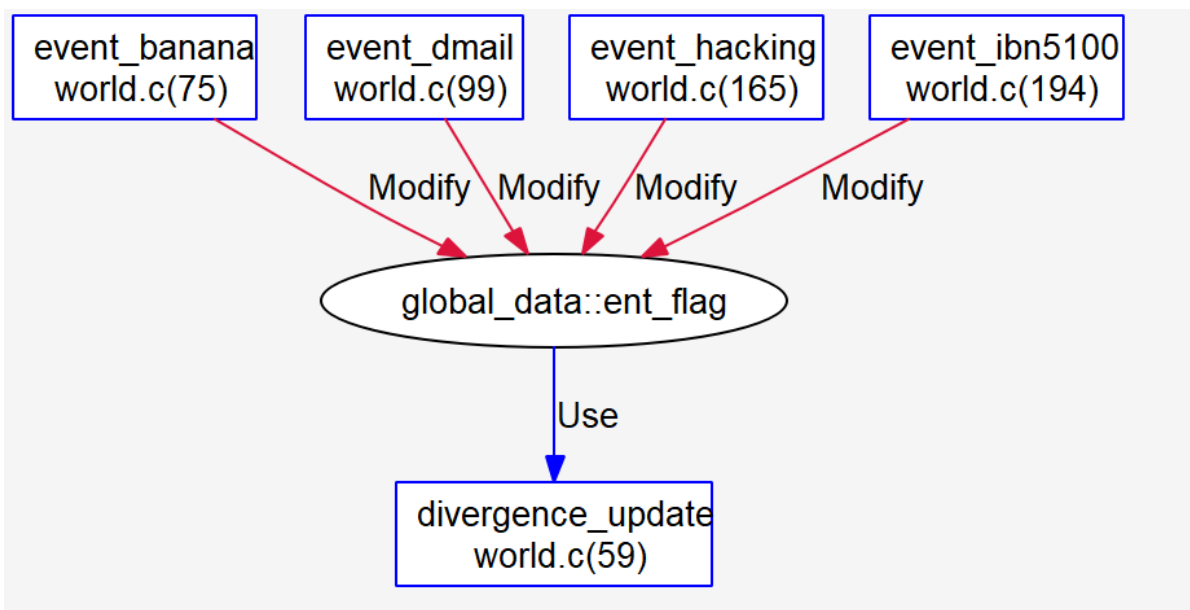 event_banana
world.c(75)
event_dmail
world.c(99)
event_hacking
world.c(165)
event_ibn5100
world.c(194)
Modify
Modify
Modify
Modify
global_data::ent_flag
Use
divergence_update
world.c(59)